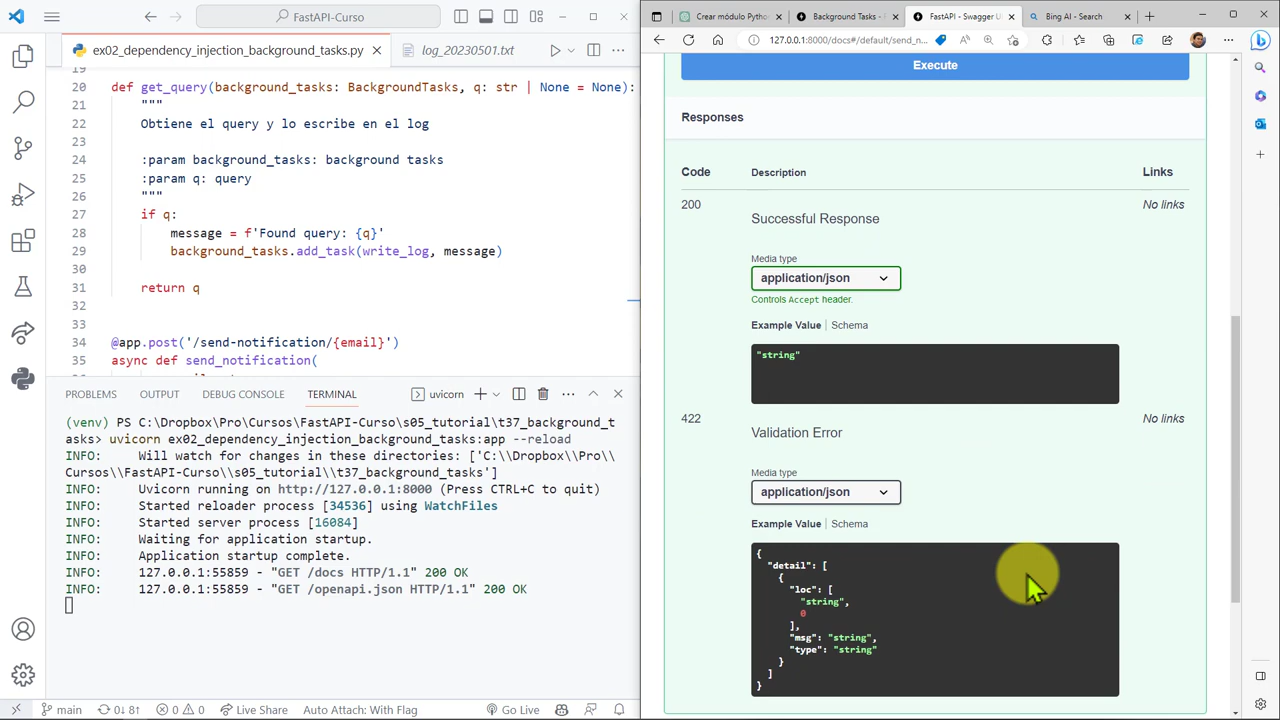 FastAPI-Curso
ex02_dependency_injection_background_tasks.py
log_20230501.txt
19
20 def get_query(background_tasks: BackgroundTasks, q: str | None = None):
21 """
22 Obtiene el query y lo escribe en el log
23
24 :param background_tasks: background tasks
25 :param q: query
26 """
27 if q:
28 message = f'Found query: {q}'
29 background_tasks.add_task(write_log, message)
30
31 return q
32
33
34 @app.post('/send-notification/{email}')
35 async def send_notification(
PROBLEMS OUTPUT DEBUG CONSOLE TERMINAL uvicorn
(venv) PS C:\Dropbox\Pro\Cursos\FastAPI-Curso\s05_tutorial\t37_background_t
asks> uvicorn ex02_dependency_injection_background_tasks:app --reload
INFO: Will watch for changes in these directories: ['C:\\Dropbox\\Pro\\
Cursos\\FastAPI-Curso\\s05_tutorial\\t37_background_tasks']
INFO: Uvicorn running on http://127.0.0.1:8000 (Press CTRL+C to quit)
INFO: Started reloader process [34536] using WatchFiles
INFO: Started server process [16084]
INFO: Waiting for application startup.
INFO: Application startup complete.
INFO: 127.0.0.1:55859 - "GET /docs HTTP/1.1" 200 OK
INFO: 127.0.0.1:55859 - "GET /openapi.json HTTP/1.1" 200 OK
main 0↓ 8↑ 0 0 Live Share Auto Attach: With Flag Go Live
Crear módulo Python
Background Tasks -
FastAPI - Swagger U
Bing AI - Search
127.0.0.1:8000/docs#/default/send_n...
Execute
Responses
Code Description Links
200 No links
Successful Response
Media type
application/json
Controls Accept header.
Example Value | Schema
"string"
422 No links
Validation Error
Media type
application/json
Example Value | Schema
{
"detail": [
{
"loc": [
"string",
0
],
"msg": "string",
"type": "string"
}
]
}